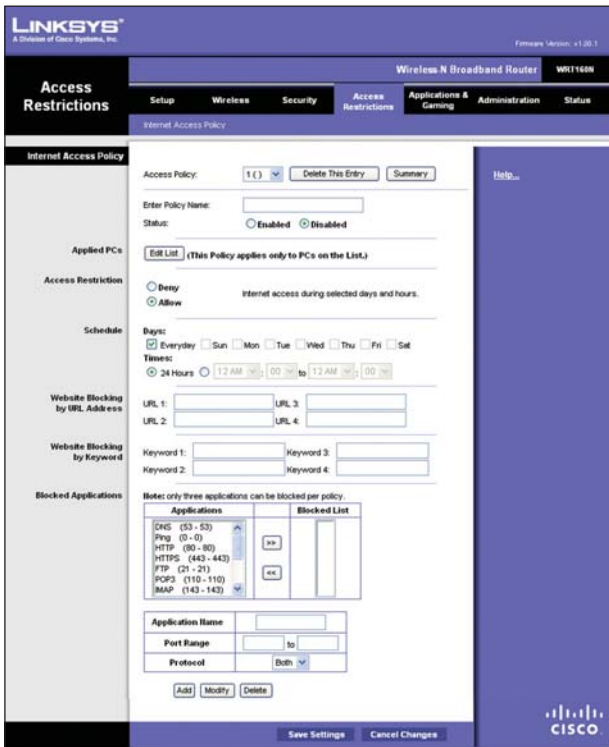 LINKSYS®
A Division of Cisco Systems, Inc.
Firmware Version: v1.00.1
Wireless-N Broadband Router WRT160N
Access Restrictions
Setup Wireless Security Access Restrictions Applications & Gaming Administration Status
Internet Access Policy
Internet Access Policy
Access Policy: 1 ( ) Delete This Entry Summary
Help...
Enter Policy Name:
Status: Enabled Disabled
Applied PCs
Edit List (This Policy applies only to PCs on the List.)
Access Restriction
Deny
Allow
Internet access during selected days and hours.
Schedule
Days:
Everyday Sun Mon Tue Wed Thu Fri Sat
Times:
24 Hours 12 AM : 00 to 12 AM : 00
Website Blocking by URL Address
URL 1: URL 3:
URL 2: URL 4:
Website Blocking by Keyword
Keyword 1: Keyword 3:
Keyword 2: Keyword 4:
Blocked Applications
Note: only three applications can be blocked per policy.
Applications Blocked List
DNS (53 - 53)
Ping (0 - 0)
HTTP (80 - 80)
HTTPS (443 - 443)
FTP (21 - 21)
POP3 (110 - 110)
IMAP (143 - 143)
>>
<<
Application Name
Port Range to
Protocol Both
Add Modify Delete
Save Settings Cancel Changes
CISCO